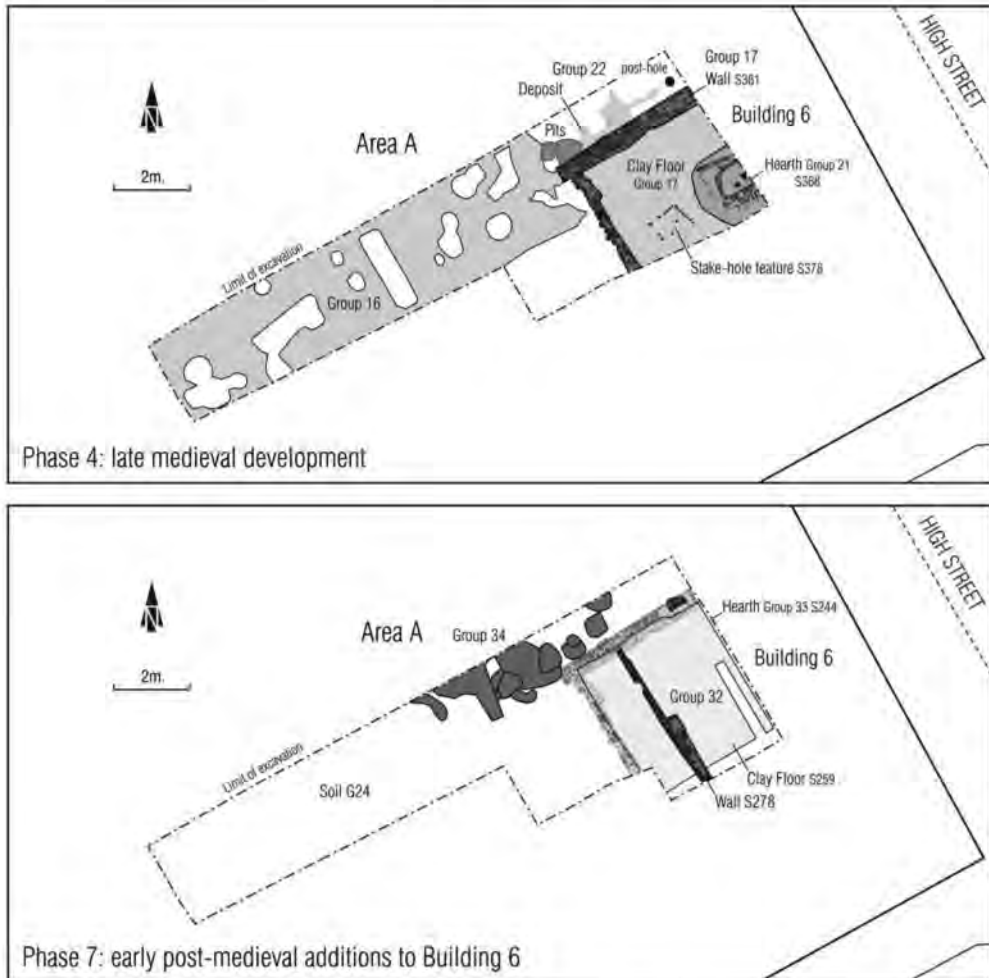 HIGH STREET
N
2m.
Area A
Group 22
Deposit
post-hole
Group 17
Wall S361
Building 6
Pits
Clay Floor
Group 17
Hearth Group 21
S366
Stake-hole feature S378
Limit of excavation
Group 16
Phase 4: late medieval development
HIGH STREET
N
2m.
Area A
Group 34
Hearth Group 33 S244
Building 6
Group 32
Limit of excavation
Soil G24
Clay Floor S259
Wall S278
Phase 7: early post-medieval additions to Building 6